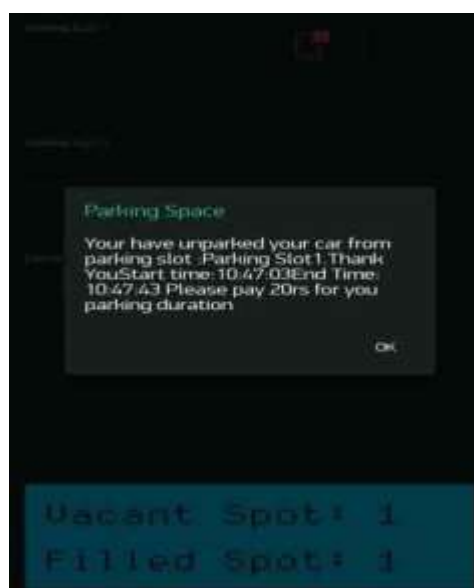 Parking Space
Your have unparked your car from
parking slot :Parking Slot1.Thank
YouStart time:10:47:03End Time:
10:47:43 Please pay 20rs for you
parking duration
OK
Vacant Spot: 1
Filled Spot: 1